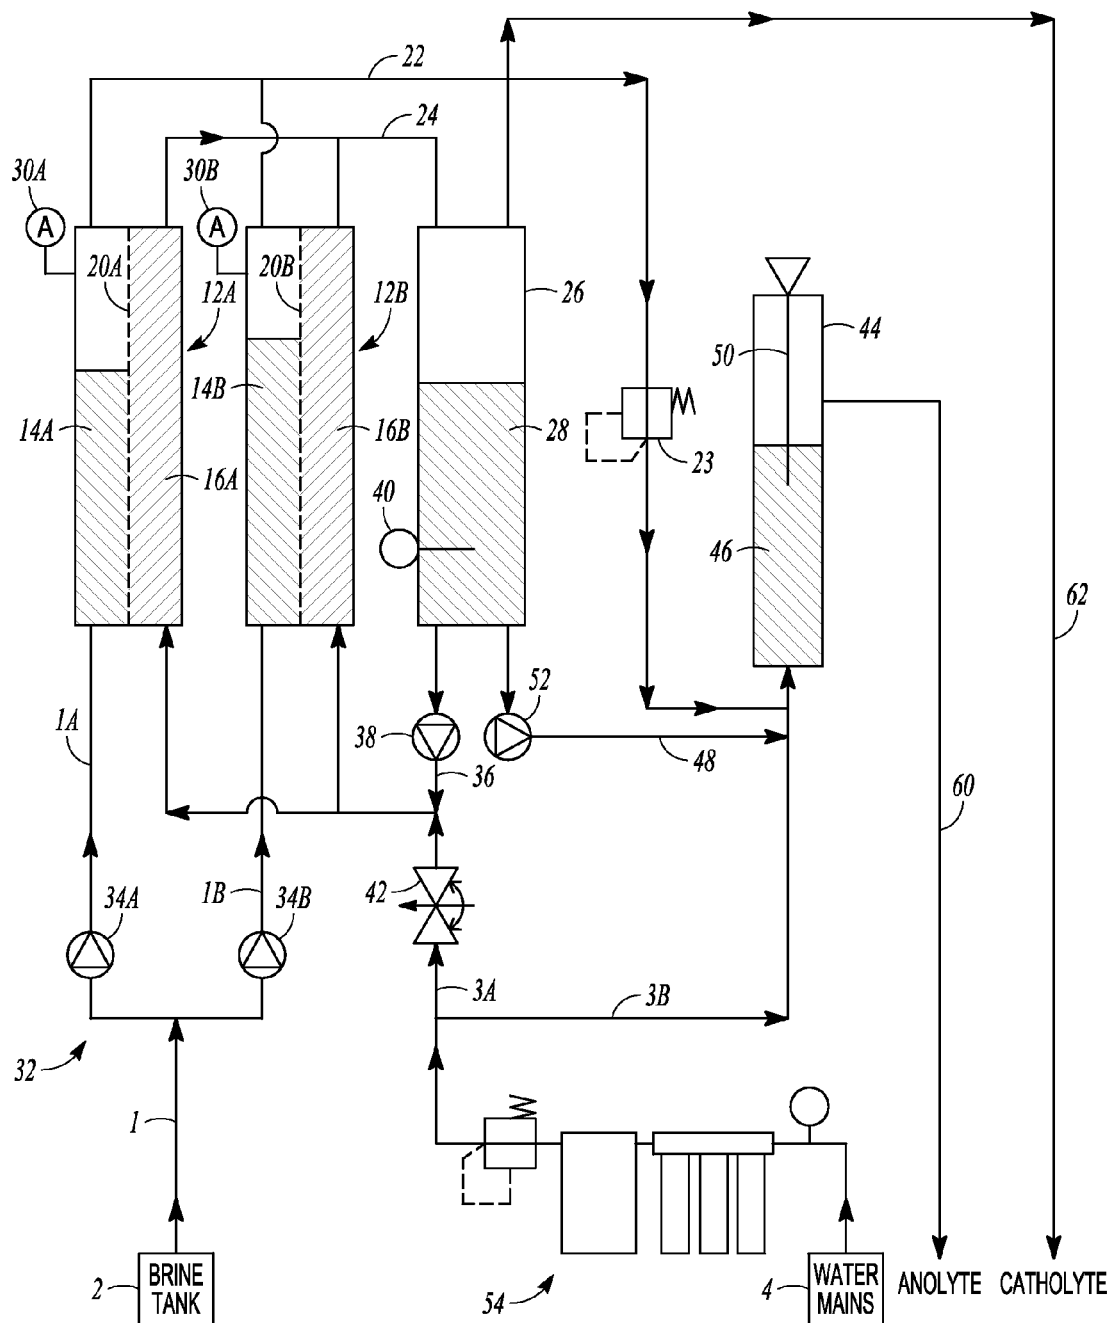 22
24
30A
30B
A
A
20A
20B
12A
12B
26
44
50
14A
14B
16B
28
23
16A
40
46
62
1A
38
52
36
48
60
42
34A
1B
34B
3A
3B
32
1
2
BRINE
TANK
54
4
WATER
MAINS
ANOLYTE
CATHOLYTE